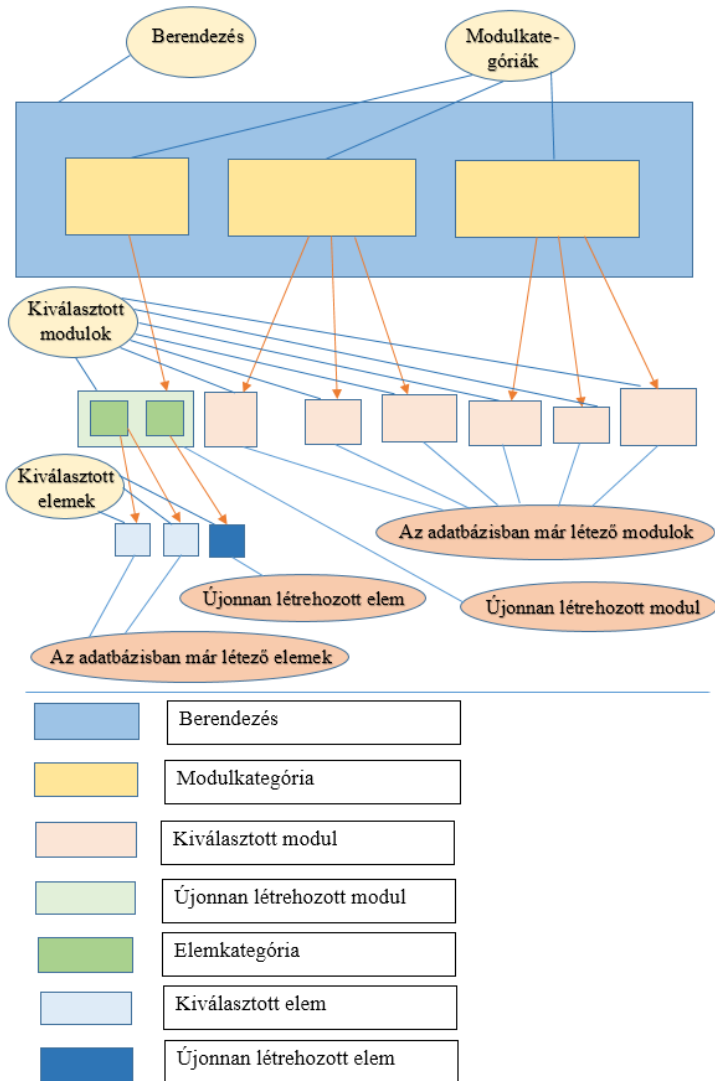 Berendezés
Modulkate-
góriák
Kiválasztott
modulok
Kiválasztott
elemek
Az adatbázisban már létező modulok
Újonnan létrehozott elem
Újonnan létrehozott modul
Az adatbázisban már létező elemek
Berendezés
Modulkategória
Kiválasztott modul
Újonnan létrehozott modul
Elemkategória
Kiválasztott elem
Újonnan létrehozott elem